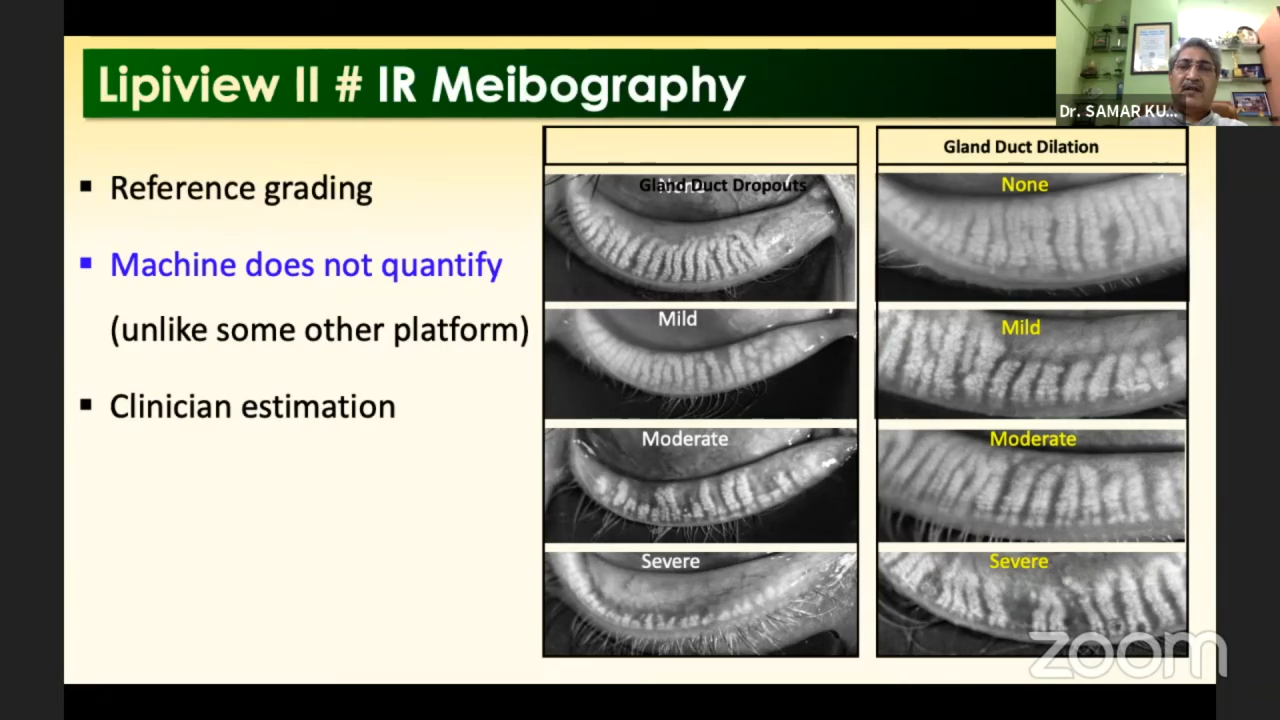 Lipiview II # IR Meibography
Dr. SAMAR KU...
▪ Reference grading
▪ Machine does not quantify
(unlike some other platform)
▪ Clinician estimation
Gland Duct Dropouts
None
Mild
Moderate
Severe
Gland Duct Dilation
None
Mild
Moderate
Severe
zoom